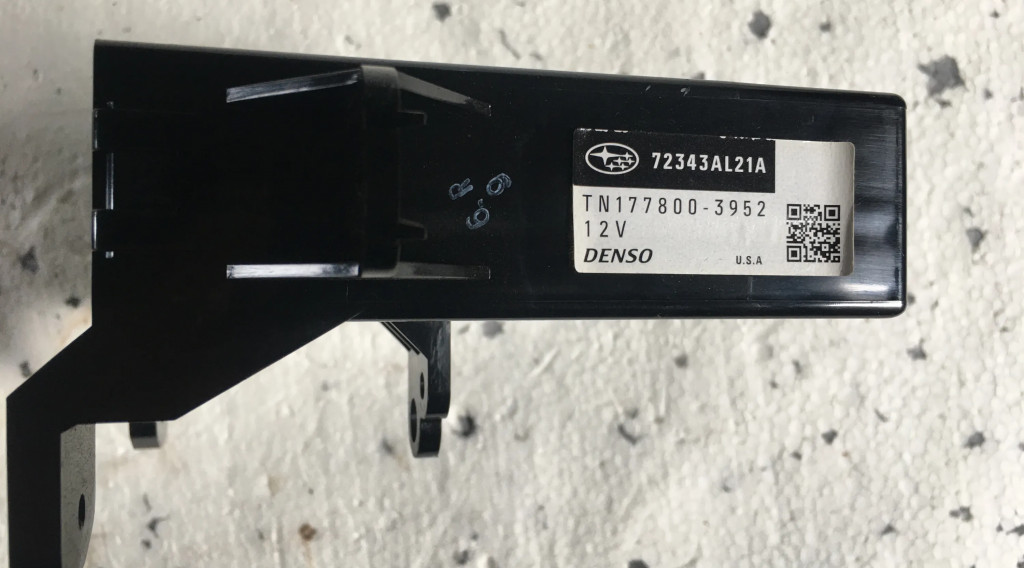 72343AL21A
TN177800-3952
12V
DENSO
U.S.A
R